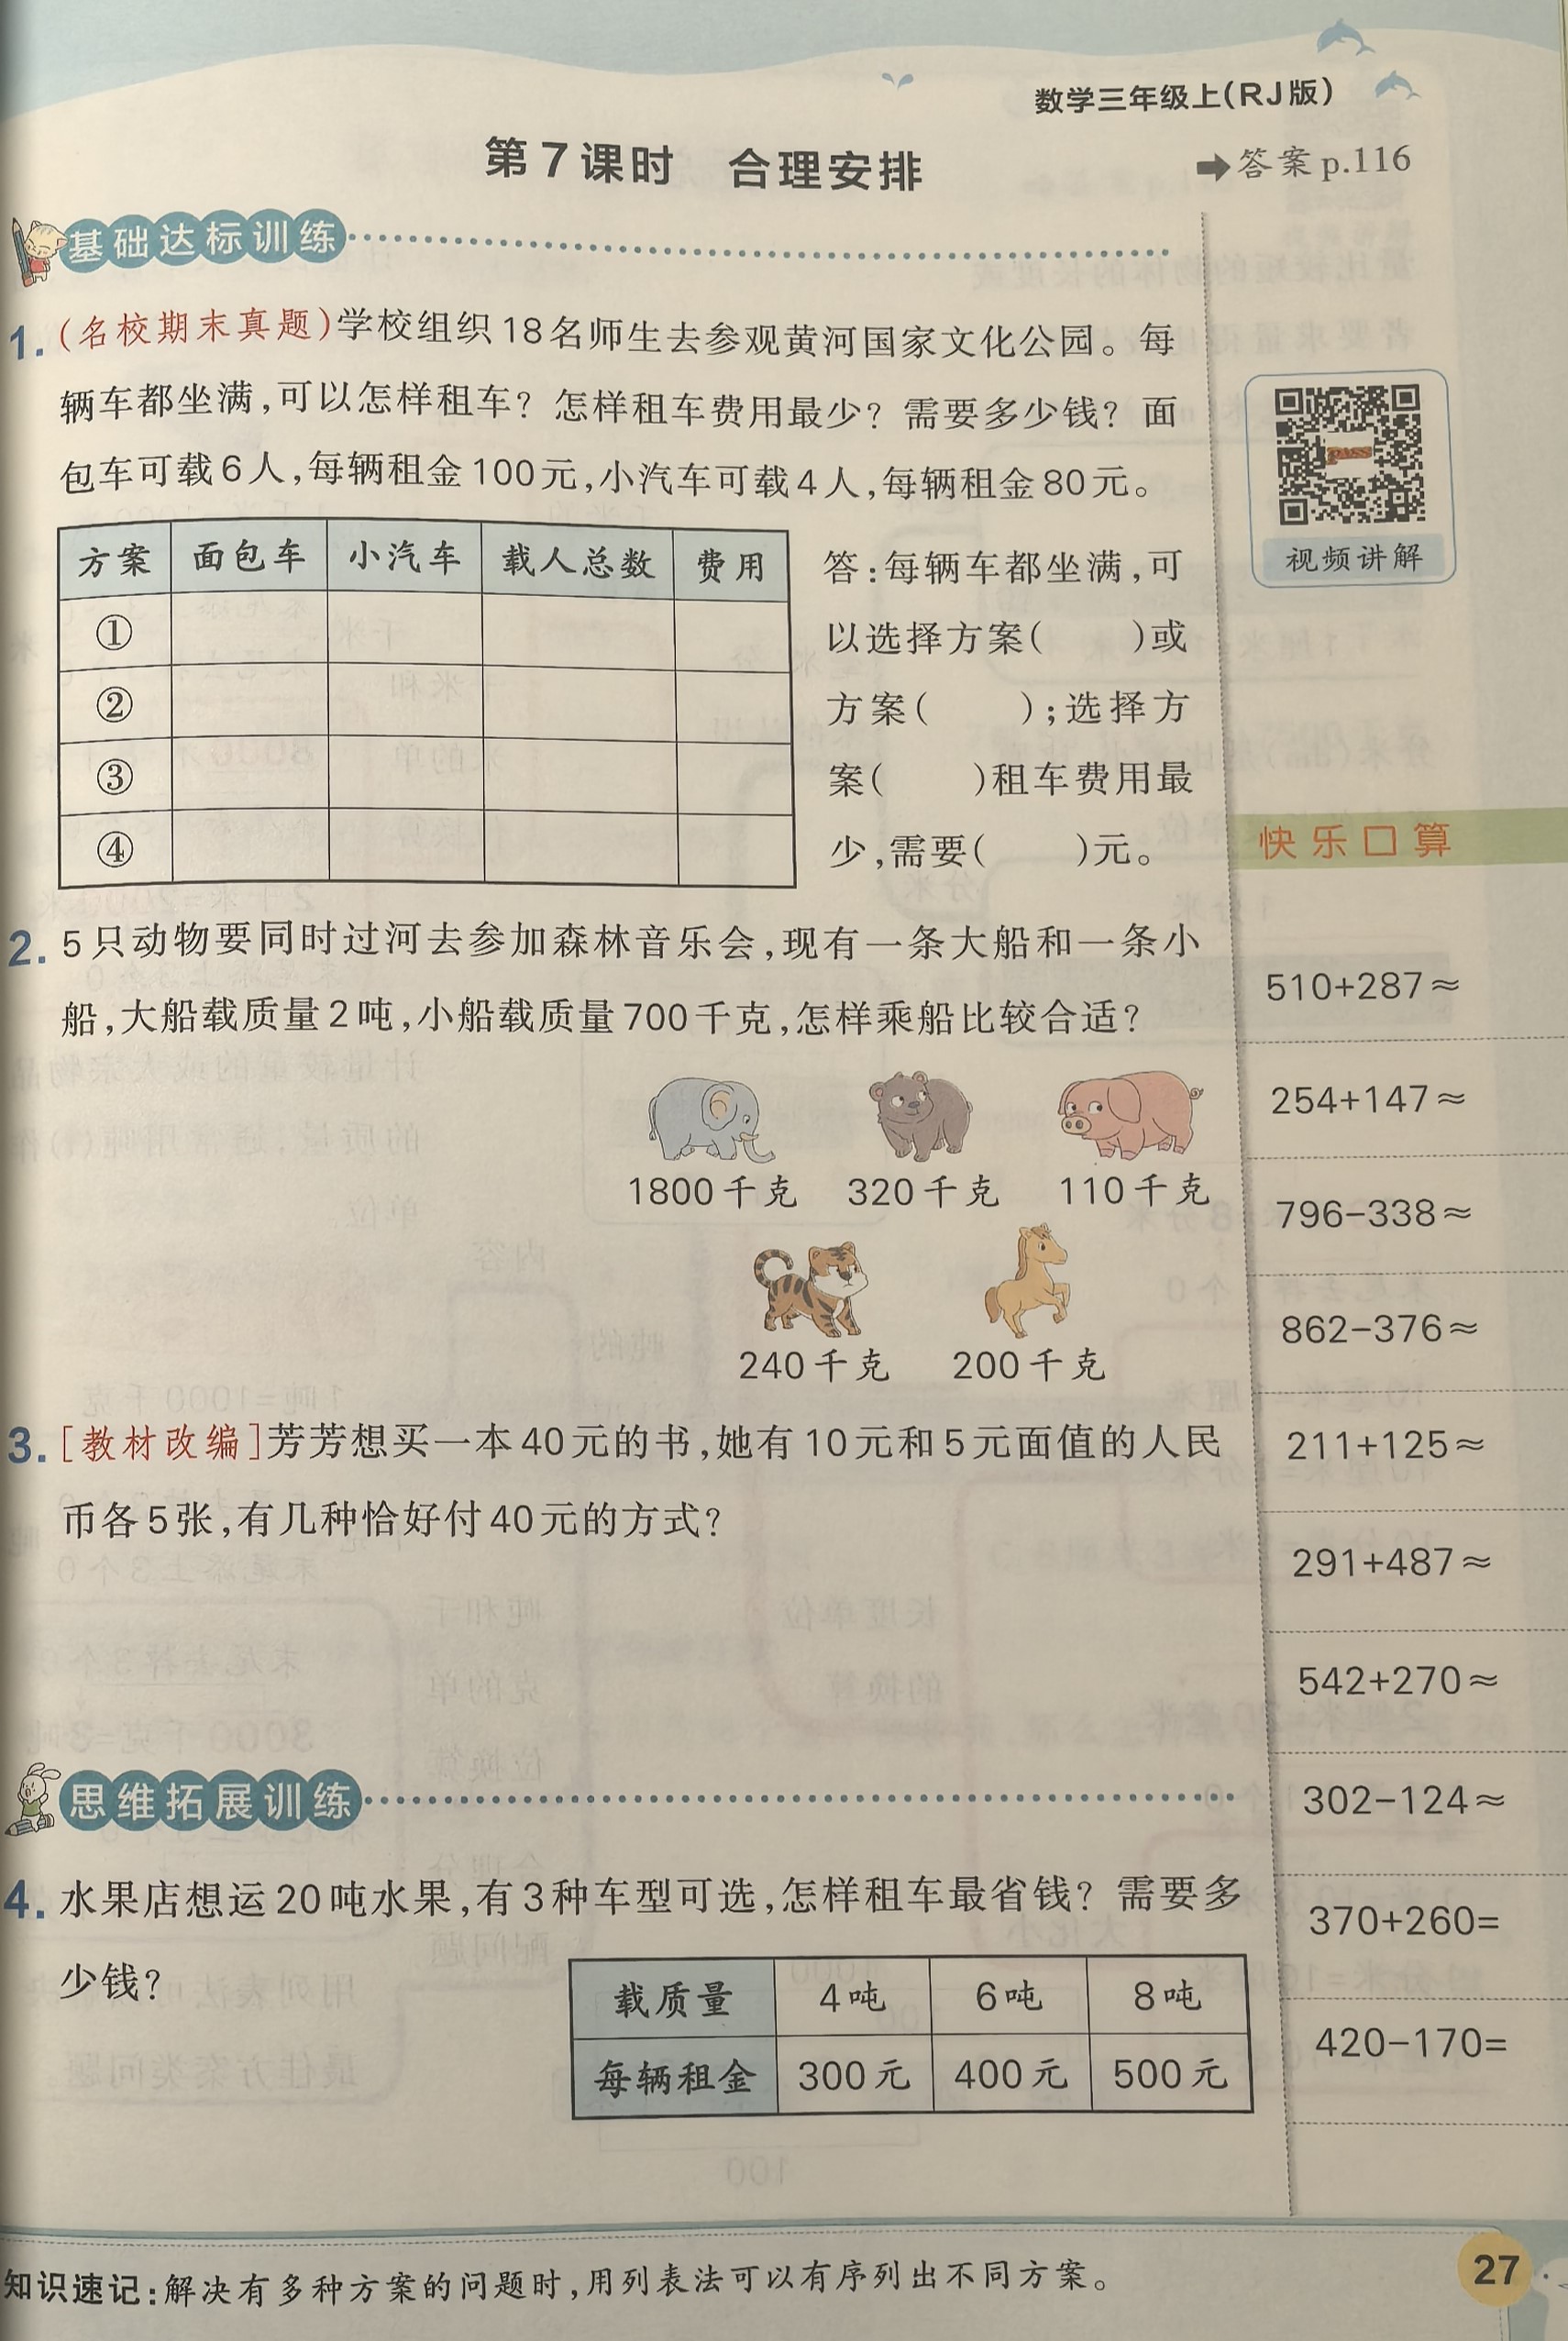 数学三年级上(RJ版)
第7课时 合理安排
➡答案p.116
基础达标训练
1.(名校期末真题)学校组织18名师生去参观黄河国家文化公园。每
辆车都坐满,可以怎样租车?怎样租车费用最少?需要多少钱?面
包车可载6人,每辆租金100元,小汽车可载4人,每辆租金80元。
方案 面包车 小汽车 载人总数 费用
①
②
③
④
答:每辆车都坐满,可
以选择方案( )或
方案( );选择方
案( )租车费用最
少,需要( )元。
2. 5只动物要同时过河去参加森林音乐会,现有一条大船和一条小
船,大船载质量2吨,小船载质量700千克,怎样乘船比较合适?
1800千克 320千克 110千克
240千克 200千克
3.[教材改编]芳芳想买一本40元的书,她有10元和5元面值的人民
币各5张,有几种恰好付40元的方式?
思维拓展训练
4. 水果店想运20吨水果,有3种车型可选,怎样租车最省钱?需要多
少钱?
载质量 4吨 6吨 8吨
每辆租金 300元 400元 500元
PASS
视频讲解
快乐口算
510+287≈
254+147≈
796-338≈
862-376≈
211+125≈
291+487≈
542+270≈
302-124≈
370+260=
420-170=
知识速记:解决有多种方案的问题时,用列表法可以有序列出不同方案。
27